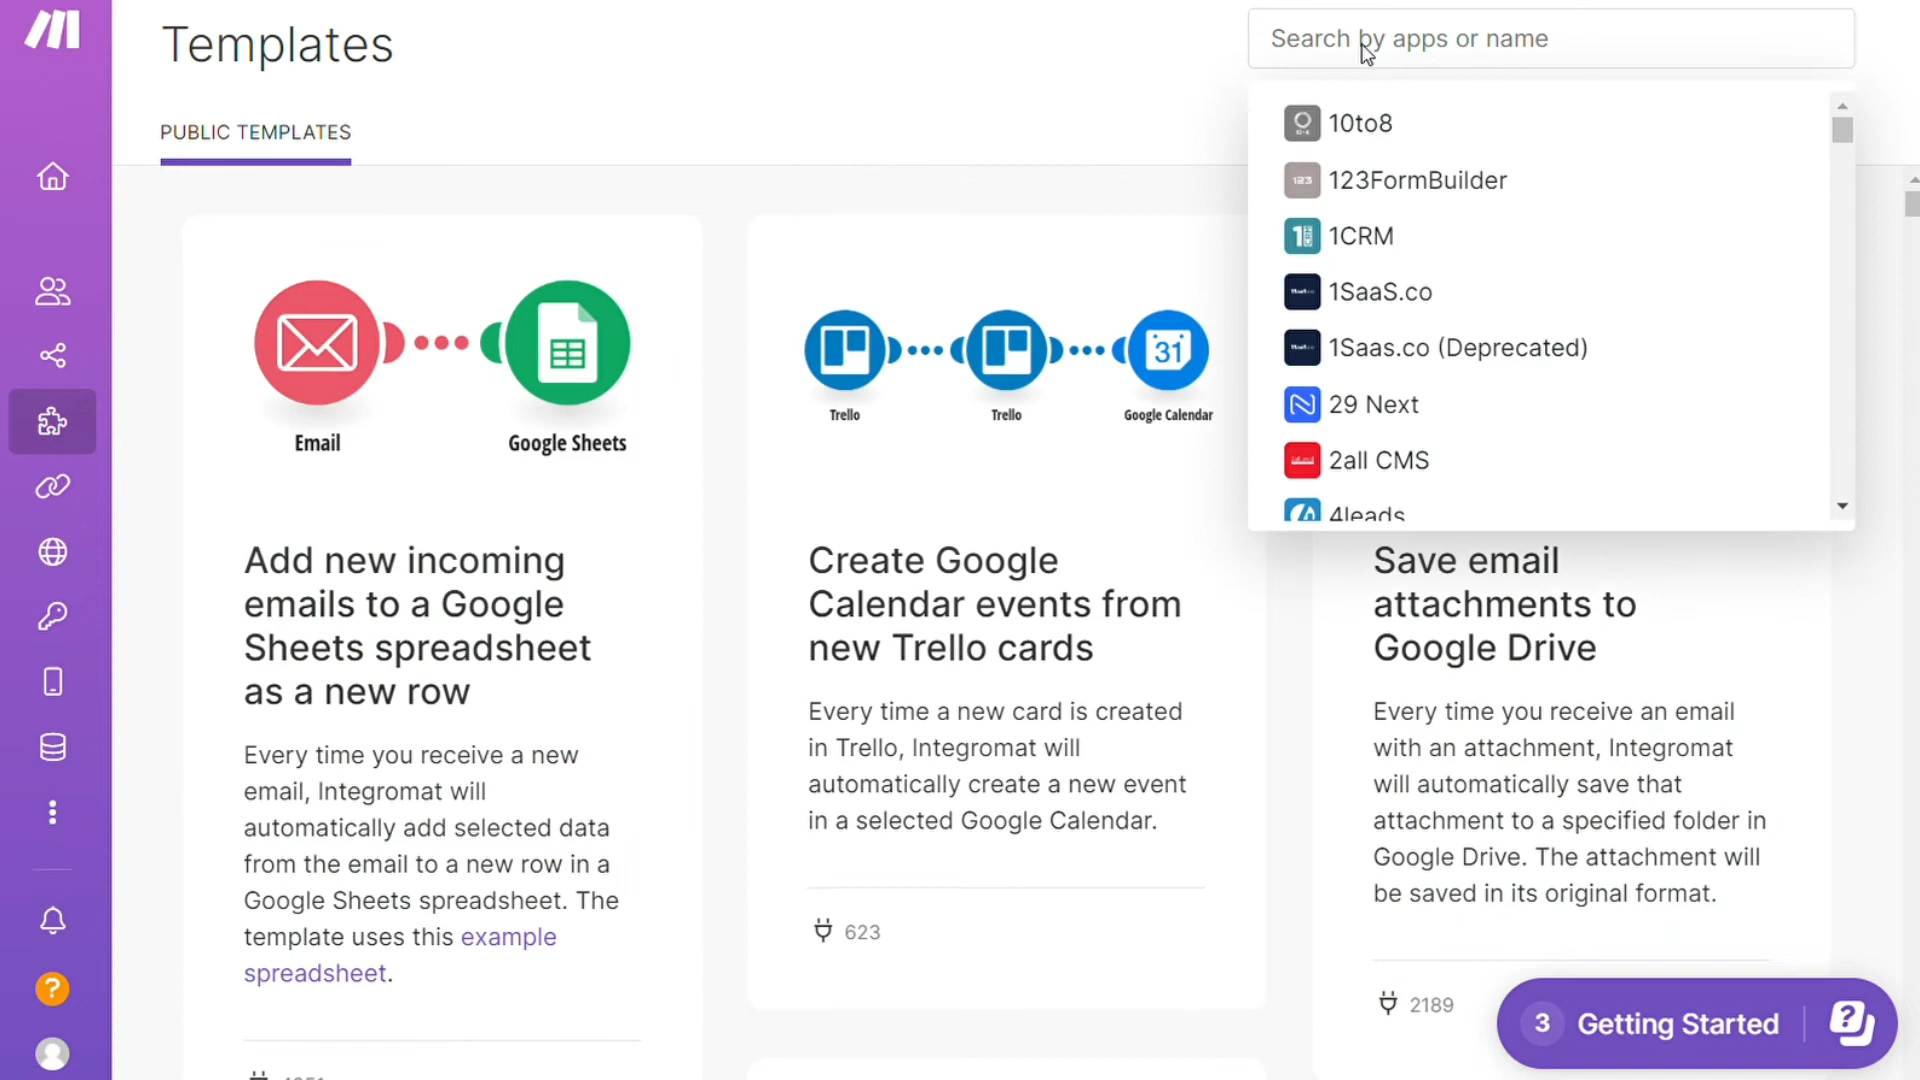 Templates
Search by apps or name
PUBLIC TEMPLATES
10to8
123FormBuilder
1CRM
1SaaS.co
1Saas.co (Deprecated)
29 Next
2all CMS
4leads
Email
Google Sheets
Trello
Trello
31
Google Calendar
Add new incoming
emails to a Google
Sheets spreadsheet
as a new row
Every time you receive a new
email, Integromat will
automatically add selected data
from the email to a new row in a
Google Sheets spreadsheet. The
template uses this example
spreadsheet.
Create Google
Calendar events from
new Trello cards
Every time a new card is created
in Trello, Integromat will
automatically create a new event
in a selected Google Calendar.
623
Save email
attachments to
Google Drive
Every time you receive an email
with an attachment, Integromat
will automatically save that
attachment to a specified folder in
Google Drive. The attachment will
be saved in its original format.
2189
3 Getting Started